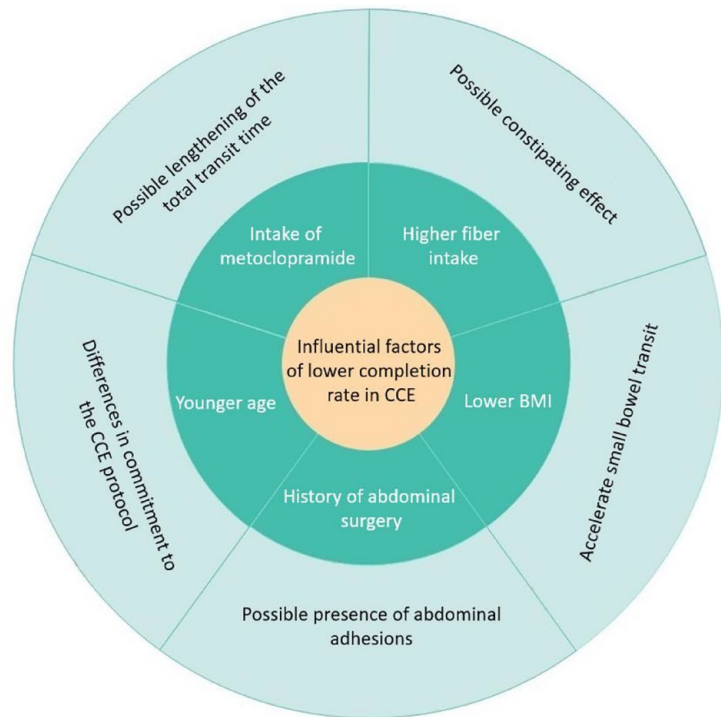 Possible lengthening of the
total transit time
Possible constipating effect
Intake of
metoclopramide
Higher fiber
intake
Influential factors
of lower completion
rate in CCE
Younger age
Lower BMI
History of abdominal
surgery
Differences in commitment to
the CCE protocol
Accelerate small bowel transit
Possible presence of abdominal
adhesions